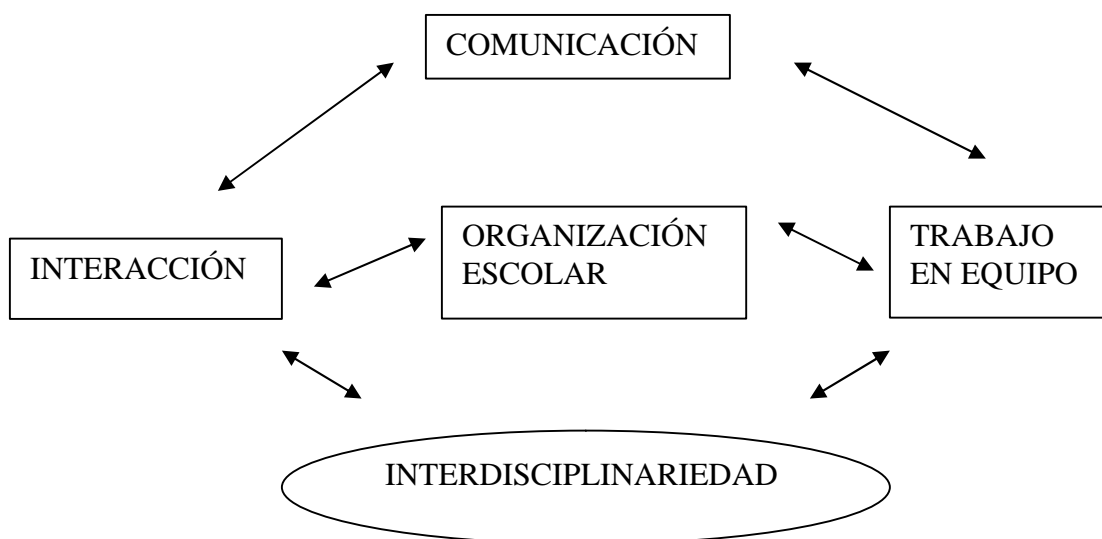 COMUNICACIÓN
INTERACCIÓN
ORGANIZACIÓN
ESCOLAR
TRABAJO
EN EQUIPO
INTERDISCIPLINARIEDAD